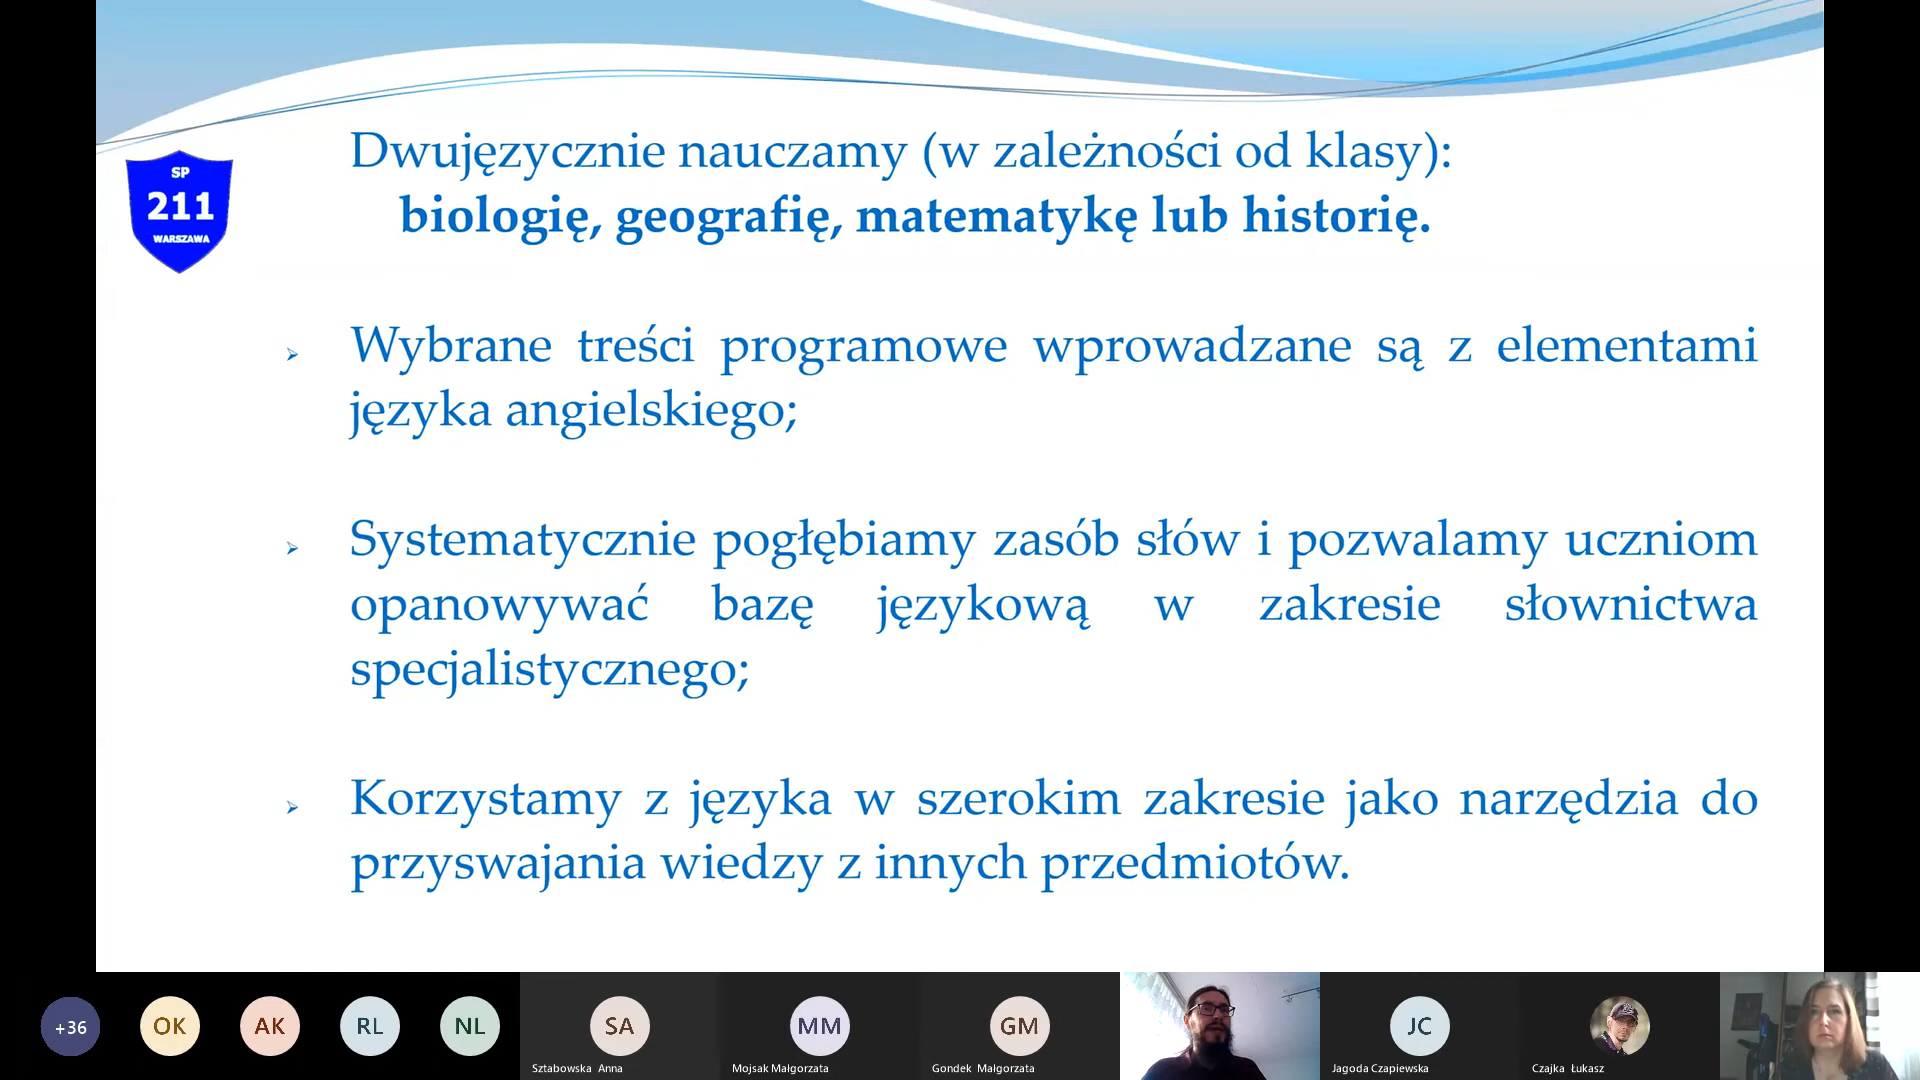 SP
211
WARSZAWA
Dwujęzycznie nauczamy (w zależności od klasy):
biologię, geografię, matematykę lub historię.
➢ Wybrane treści programowe wprowadzane są z elementami
języka angielskiego;
➢ Systematycznie pogłębiamy zasób słów i pozwalamy uczniom
opanowywać bazę językową w zakresie słownictwa
specjalistycznego;
➢ Korzystamy z języka w szerokim zakresie jako narzędzia do
przyswajania wiedzy z innych przedmiotów.
+36
OK
AK
RL
NL
SA
Sztabowska Anna
MM
Mojsak Małgorzata
GM
Gondek Małgorzata
JC
Jagoda Czapiewska
Czajka Łukasz